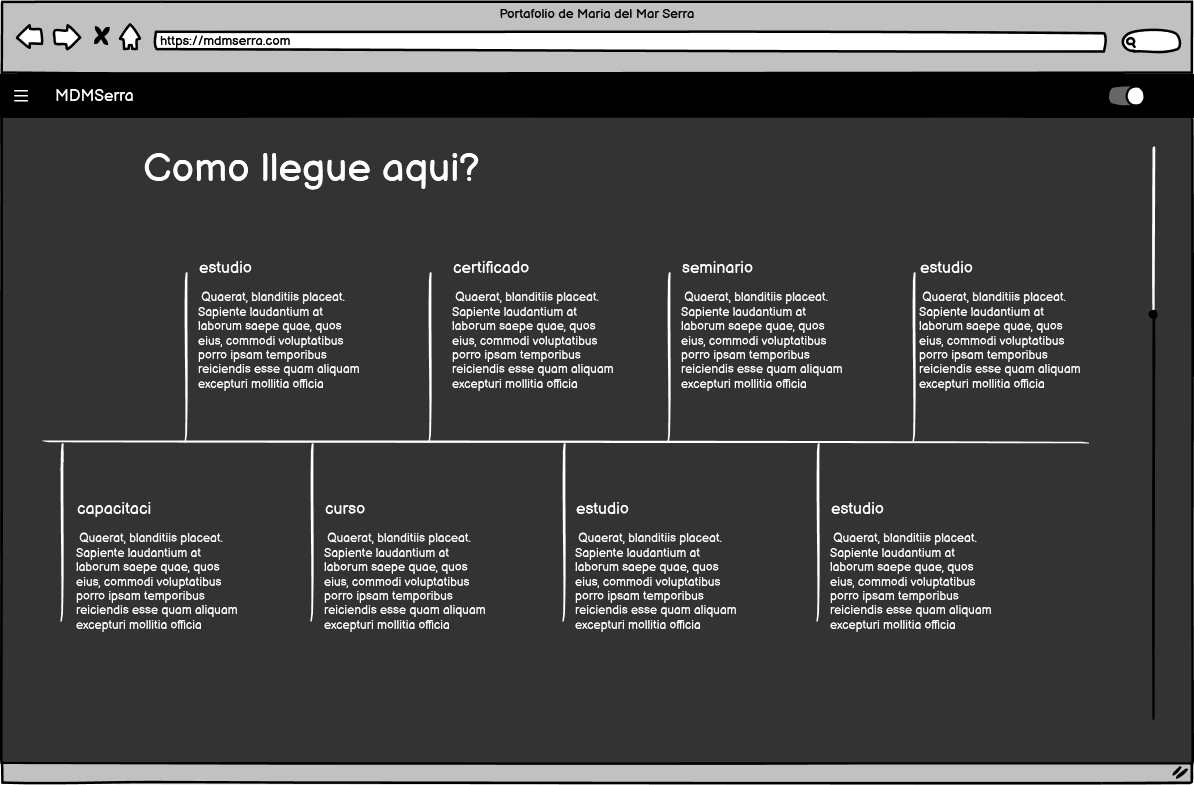 Portafolio de Maria del Mar Serra
https://mdmserra.com
MDMSerra
Como llegue aqui?
estudio
Quaerat, blanditiis placeat.
Sapiente laudantium at
laborum saepe quae, quos
eius, commodi voluptatibus
porro ipsam temporibus
reiciendis esse quam aliquam
excepturi mollitia officia
certificado
Quaerat, blanditiis placeat.
Sapiente laudantium at
laborum saepe quae, quos
eius, commodi voluptatibus
porro ipsam temporibus
reiciendis esse quam aliquam
excepturi mollitia officia
seminario
Quaerat, blanditiis placeat.
Sapiente laudantium at
laborum saepe quae, quos
eius, commodi voluptatibus
porro ipsam temporibus
reiciendis esse quam aliquam
excepturi mollitia officia
estudio
Quaerat, blanditiis placeat.
Sapiente laudantium at
laborum saepe quae, quos
eius, commodi voluptatibus
porro ipsam temporibus
reiciendis esse quam aliquam
excepturi mollitia officia
capacitaci
Quaerat, blanditiis placeat.
Sapiente laudantium at
laborum saepe quae, quos
eius, commodi voluptatibus
porro ipsam temporibus
reiciendis esse quam aliquam
excepturi mollitia officia
curso
Quaerat, blanditiis placeat.
Sapiente laudantium at
laborum saepe quae, quos
eius, commodi voluptatibus
porro ipsam temporibus
reiciendis esse quam aliquam
excepturi mollitia officia
estudio
Quaerat, blanditiis placeat.
Sapiente laudantium at
laborum saepe quae, quos
eius, commodi voluptatibus
porro ipsam temporibus
reiciendis esse quam aliquam
excepturi mollitia officia
estudio
Quaerat, blanditiis placeat.
Sapiente laudantium at
laborum saepe quae, quos
eius, commodi voluptatibus
porro ipsam temporibus
reiciendis esse quam aliquam
excepturi mollitia officia